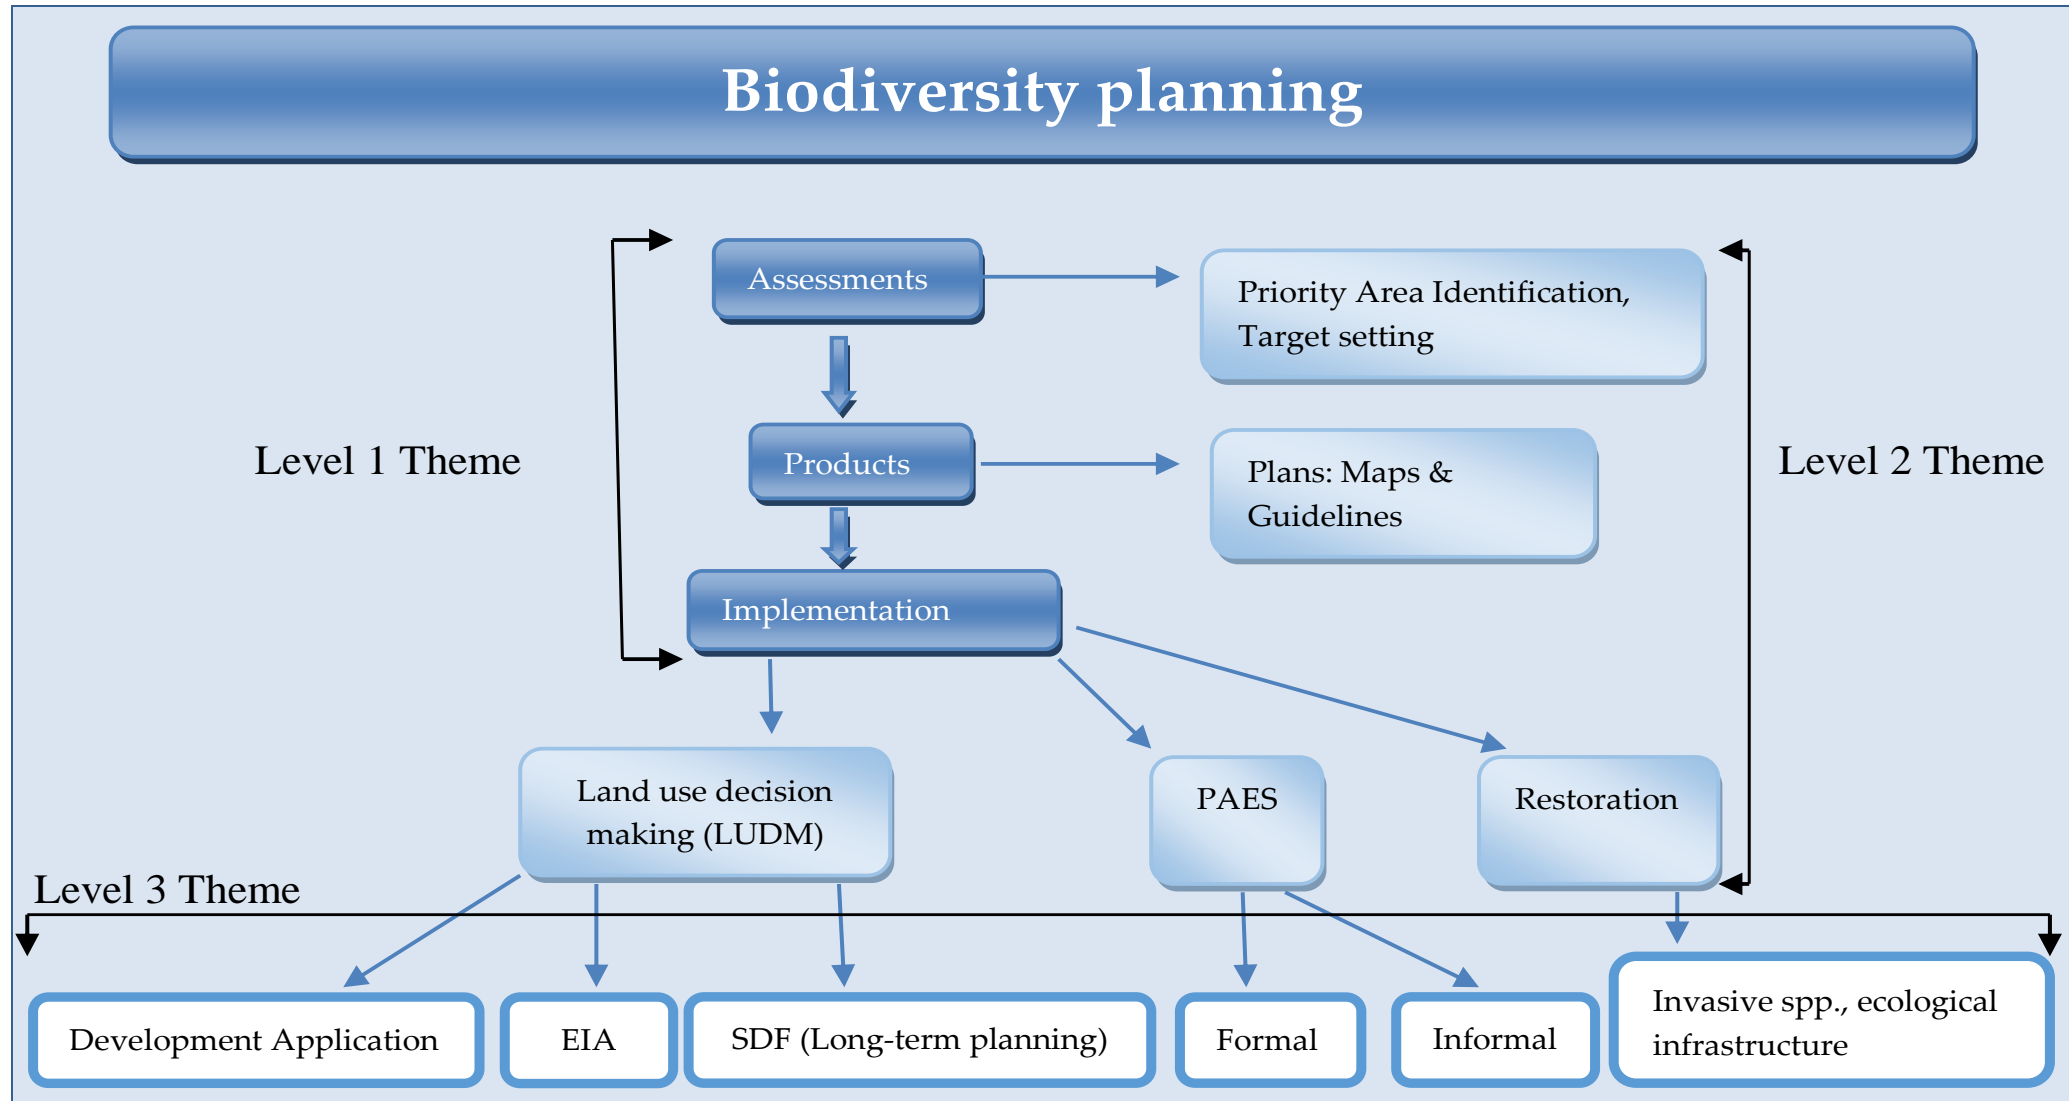 Biodiversity planning
Assessments
Priority Area Identification,
Target setting
Level 1 Theme
Products
Plans: Maps &
Guidelines
Level 2 Theme
Implementation
Land use decision
making (LUDM)
PAES
Restoration
Level 3 Theme
Development Application
EIA
SDF (Long-term planning)
Formal
Informal
Invasive spp., ecological
infrastructure